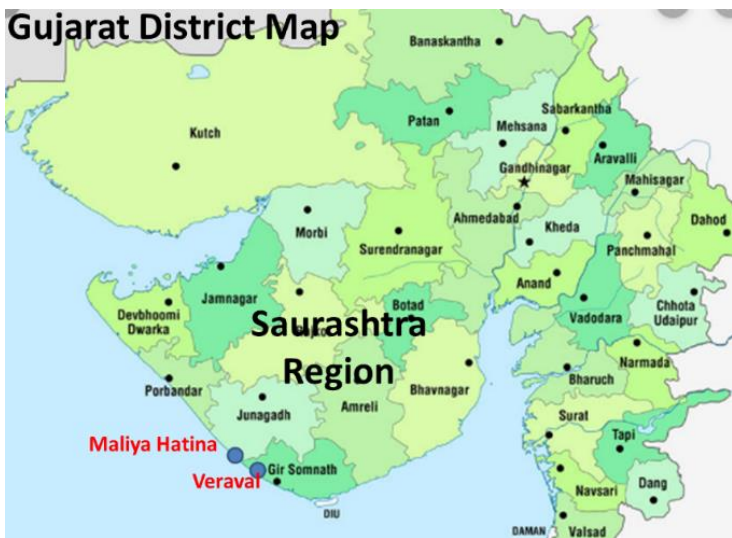 Gujarat District Map
Banaskantha
Kutch
Patan
Mehsana
Sabarkantha
Aravalli
Gandhinagar
Mahisagar
Morbi
Surendranagar
Ahmedabad
Kheda
Dahod
Panchmahal
Anand
Jamnagar
Devbhoomi
Dwarka
Botad
Vadodara
Chhota
Udaipur
Saurashtra
Region
Porbandar
Junagadh
Amreli
Bhavnagar
Bharuch
Narmada
Surat
Tapi
Maliya Hatina
Veraval
Gir Somnath
Navsari
Dang
DIU
DAMAN
Valsad